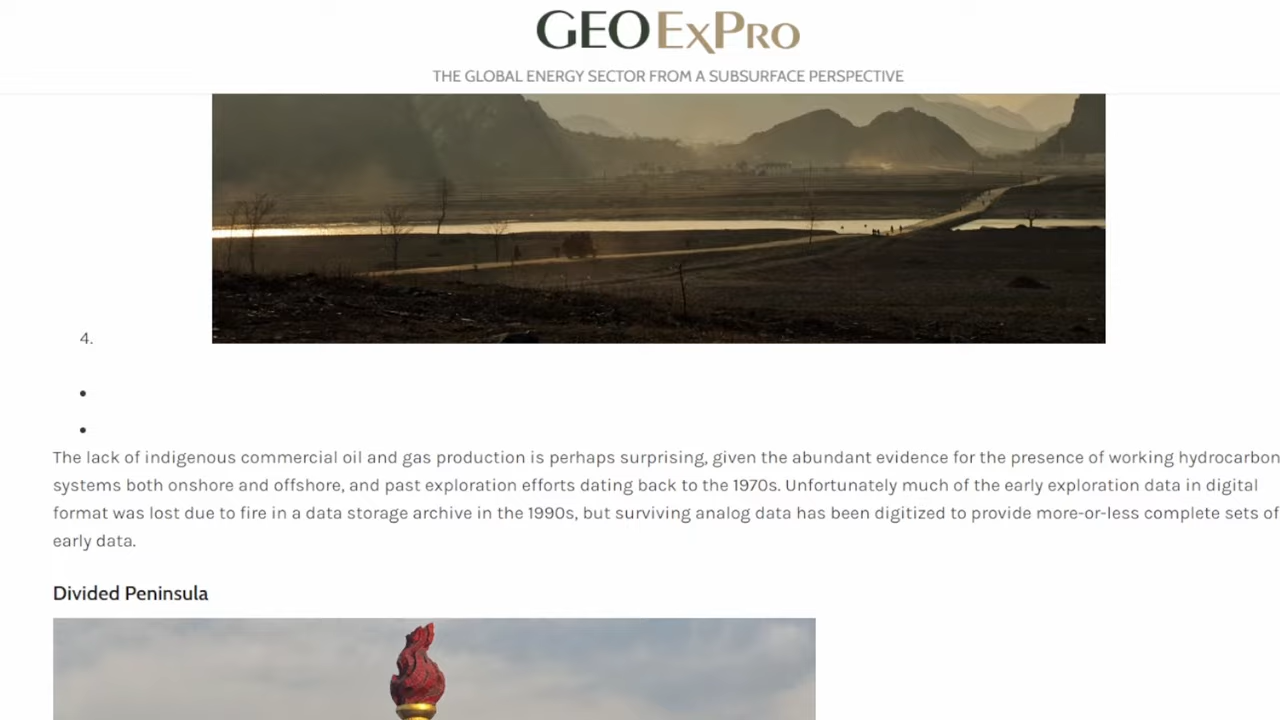 GEOEXPRO
THE GLOBAL ENERGY SECTOR FROM A SUBSURFACE PERSPECTIVE
4.
The lack of indigenous commercial oil and gas production is perhaps surprising, given the abundant evidence for the presence of working hydrocarbon
systems both onshore and offshore, and past exploration efforts dating back to the 1970s. Unfortunately much of the early exploration data in digital
format was lost due to fire in a data storage archive in the 1990s, but surviving analog data has been digitized to provide more-or-less complete sets of
early data.
Divided Peninsula